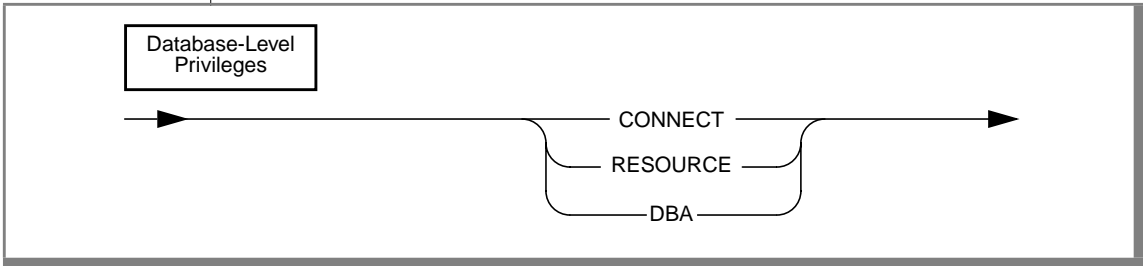 Database-Level
Privileges
CONNECT
RESOURCE
DBA